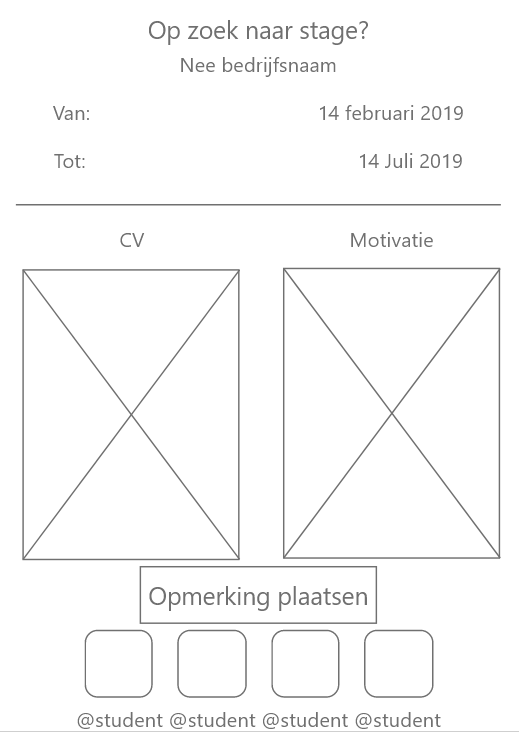 Op zoek naar stage?
Nee bedrijfsnaam
Van: 14 februari 2019
Tot: 14 Juli 2019
CV Motivatie
Opmerking plaatsen
@student @student @student @student